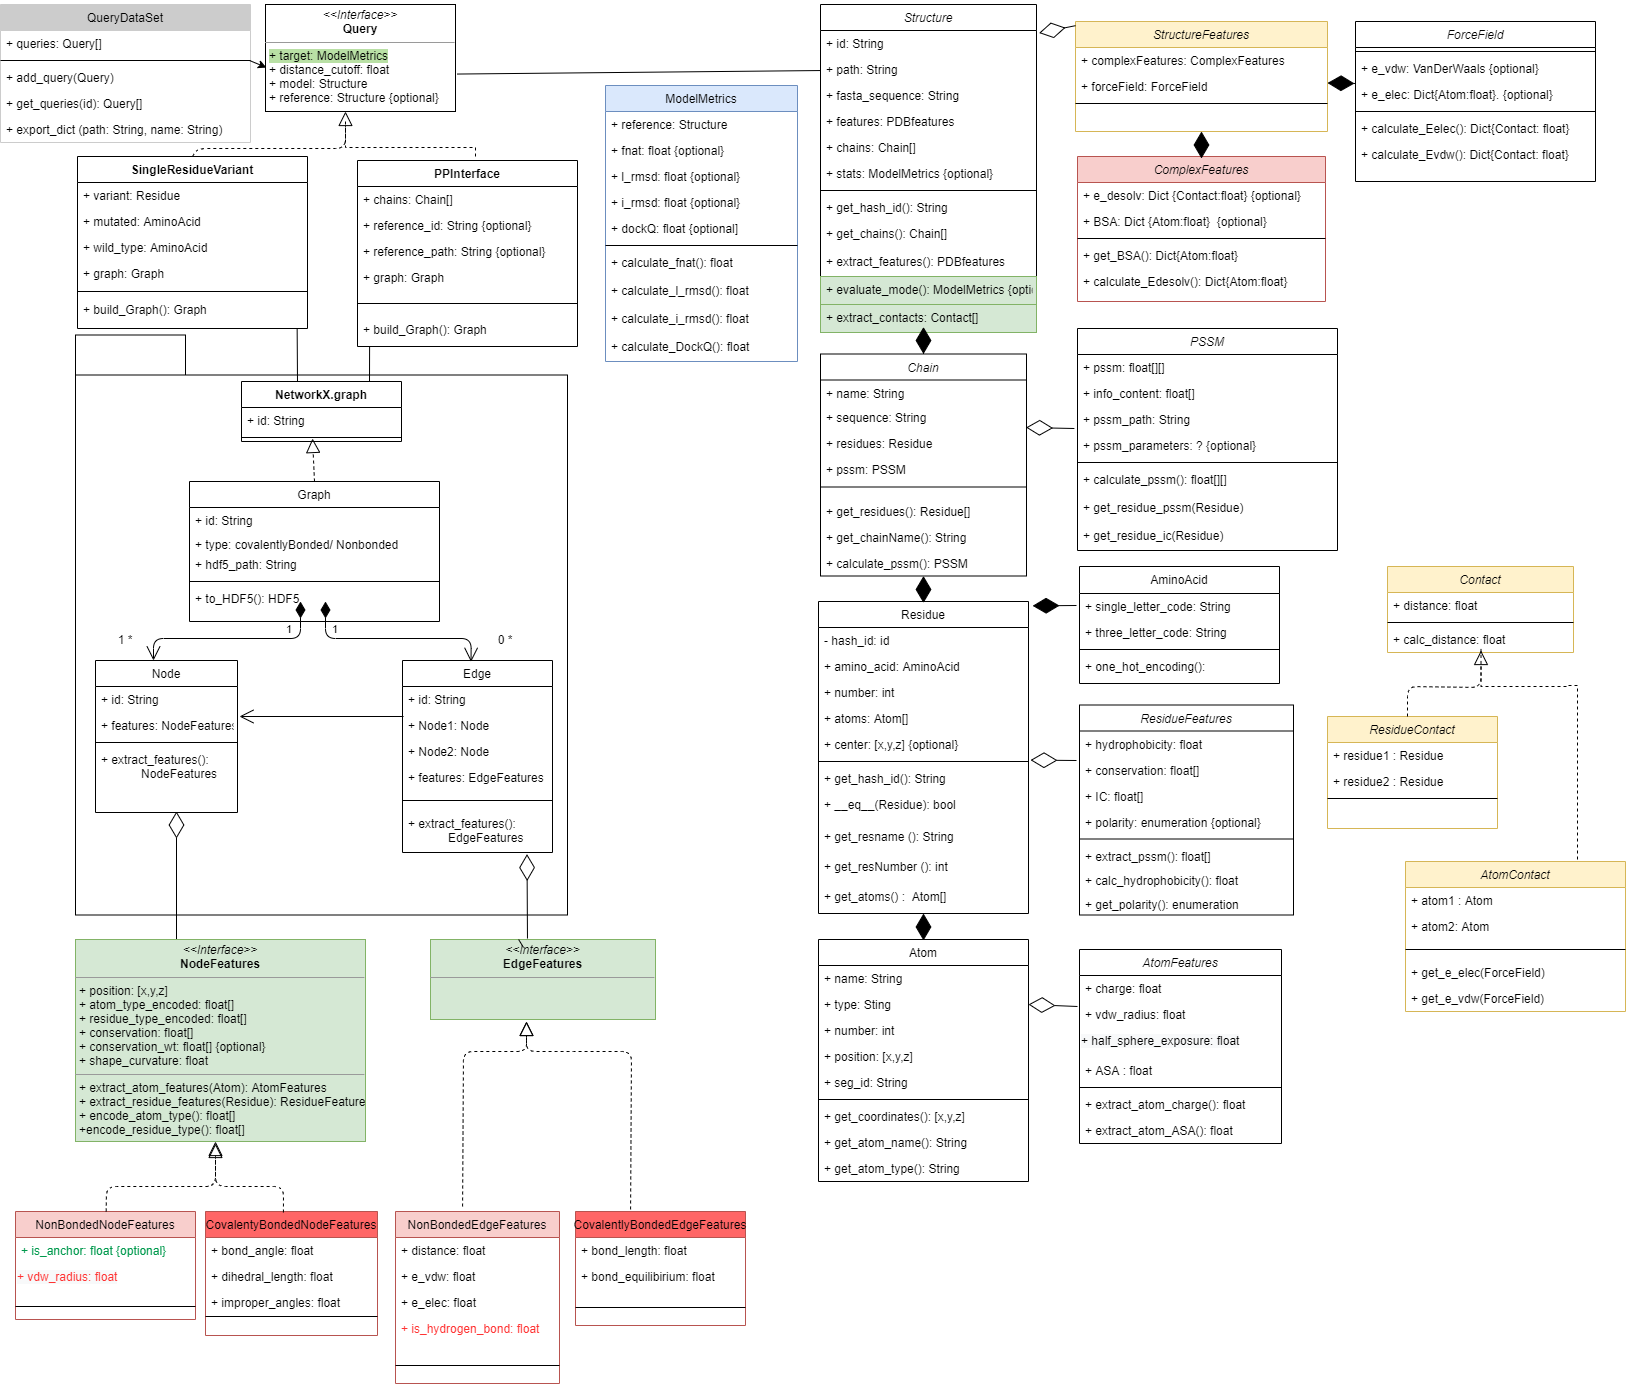 QueryDataSet
+ queries: Query[]
+ add_query(Query)
+ get_queries(id): Query[]
+ export_dict (path: String, name: String)
<<Interface>>
Query
+ target: ModelMetrics
+ distance_cutoff: float
+ model: Structure
+ reference: Structure {optional}
SingleResidueVariant
+ variant: Residue
+ mutated: AminoAcid
+ wild_type: AminoAcid
+ graph: Graph
+ build_Graph(): Graph
PPInterface
+ chains: Chain[]
+ reference_id: String {optional}
+ reference_path: String {optional}
+ graph: Graph
+ build_Graph(): Graph
ModelMetrics
+ reference: Structure
+ fnat: float {optional}
+ l_rmsd: float {optional}
+ i_rmsd: float {optional}
+ dockQ: float {optional]
+ calculate_fnat(): float
+ calculate_l_rmsd(): float
+ calculate_i_rmsd(): float
+ calculate_DockQ(): float
Structure
+ id: String
+ path: String
+ fasta_sequence: String
+ features: PDBfeatures
+ chains: Chain[]
+ stats: ModelMetrics {optional}
+ get_hash_id(): String
+ get_chains(): Chain[]
+ extract_features(): PDBfeatures
+ evaluate_mode(): ModelMetrics {opti
+ extract_contacts: Contact[]
StructureFeatures
+ complexFeatures: ComplexFeatures
+ forceField: ForceField
ForceField
+ e_vdw: VanDerWaals {optional}
+ e_elec: Dict{Atom:float}. {optional}
+ calculate_Eelec(): Dict{Contact: float}
+ calculate_Evdw(): Dict{Contact: float}
ComplexFeatures
+ e_desolv: Dict {Contact:float} {optional}
+ BSA: Dict {Atom:float}  {optional}
+ get_BSA(): Dict{Atom:float}
+ calculate_Edesolv(): Dict{Atom:float}
NetworkX.graph
+ id: String
Graph
+ id: String
+ type: covalentlyBonded/ Nonbonded
+ hdf5_path: String
+ to_HDF5(): HDF5
1
1
1 *
0 *
Node
+ id: String
+ features: NodeFeatures
+ extract_features():
NodeFeatures
Edge
+ id: String
+ Node1: Node
+ Node2: Node
+ features: EdgeFeatures
+ extract_features():
EdgeFeatures
Chain
+ name: String
+ sequence: String
+ residues: Residue
+ pssm: PSSM
+ get_residues(): Residue[]
+ get_chainName(): String
+ calculate_pssm(): PSSM
PSSM
+ pssm: float[][]
+ info_content: float[]
+ pssm_path: String
+ pssm_parameters: ? {optional}
+ calculate_pssm(): float[][]
+ get_residue_pssm(Residue)
+ get_residue_ic(Residue)
Residue
- hash_id: id
+ amino_acid: AminoAcid
+ number: int
+ atoms: Atom[]
+ center: [x,y,z] {optional}
+ get_hash_id(): String
+ __eq__(Residue): bool
+ get_resname (): String
+ get_resNumber (): int
+ get_atoms() :  Atom[]
AminoAcid
+ single_letter_code: String
+ three_letter_code: String
+ one_hot_encoding():
ResidueFeatures
+ hydrophobicity: float
+ conservation: float[]
+ IC: float[]
+ polarity: enumeration {optional}
+ extract_pssm(): float[]
+ calc_hydrophobicity(): float
+ get_polarity(): enumeration
Contact
+ distance: float
+ calc_distance: float
ResidueContact
+ residue1 : Residue
+ residue2 : Residue
AtomContact
+ atom1 : Atom
+ atom2: Atom
+ get_e_elec(ForceField)
+ get_e_vdw(ForceField)
Atom
+ name: String
+ type: Sting
+ number: int
+ position: [x,y,z]
+ seg_id: String
+ get_coordinates(): [x,y,z]
+ get_atom_name(): String
+ get_atom_type(): String
AtomFeatures
+ charge: float
+ vdw_radius: float
+ half_sphere_exposure: float
+ ASA : float
+ extract_atom_charge(): float
+ extract_atom_ASA(): float
<<Interface>>
NodeFeatures
+ position: [x,y,z]
+ atom_type_encoded: float[]
+ residue_type_encoded: float[]
+ conservation: float[]
+ conservation_wt: float[] {optional}
+ shape_curvature: float
+ extract_atom_features(Atom): AtomFeatures
+ extract_residue_features(Residue): ResidueFeature
+ encode_atom_type(): float[]
+encode_residue_type(): float[]
<<Interface>>
EdgeFeatures
NonBondedNodeFeatures
+ is_anchor: float {optional}
+ vdw_radius: float
CovalentyBondedNodeFeatures
+ bond_angle: float
+ dihedral_length: float
+ improper_angles: float
NonBondedEdgeFeatures
+ distance: float
+ e_vdw: float
+ e_elec: float
+ is_hydrogen_bond: float
CovalentlyBondedEdgeFeatures
+ bond_length: float
+ bond_equilibirium: float